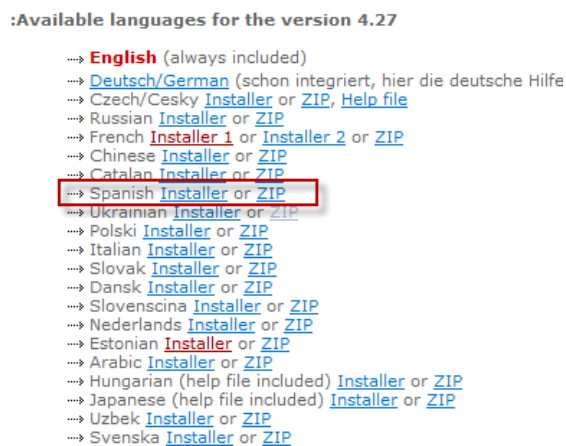 :Available languages for the version 4.27
English (always included)
Deutsch/German (schon integriert, hier die deutsche Hilfe
Czech/Cesky Installer or ZIP, Help file
Russian Installer or ZIP
French Installer 1 or Installer 2 or ZIP
Chinese Installer or ZIP
Catalan Installer or ZIP
Spanish Installer or ZIP
Ukrainian Installer or ZIP
Polski Installer or ZIP
Italian Installer or ZIP
Slovak Installer or ZIP
Dansk Installer or ZIP
Slovenscina Installer or ZIP
Nederlands Installer or ZIP
Estonian Installer or ZIP
Arabic Installer or ZIP
Hungarian (help file included) Installer or ZIP
Japanese (help file included) Installer or ZIP
Uzbek Installer or ZIP
Svenska Installer or ZIP